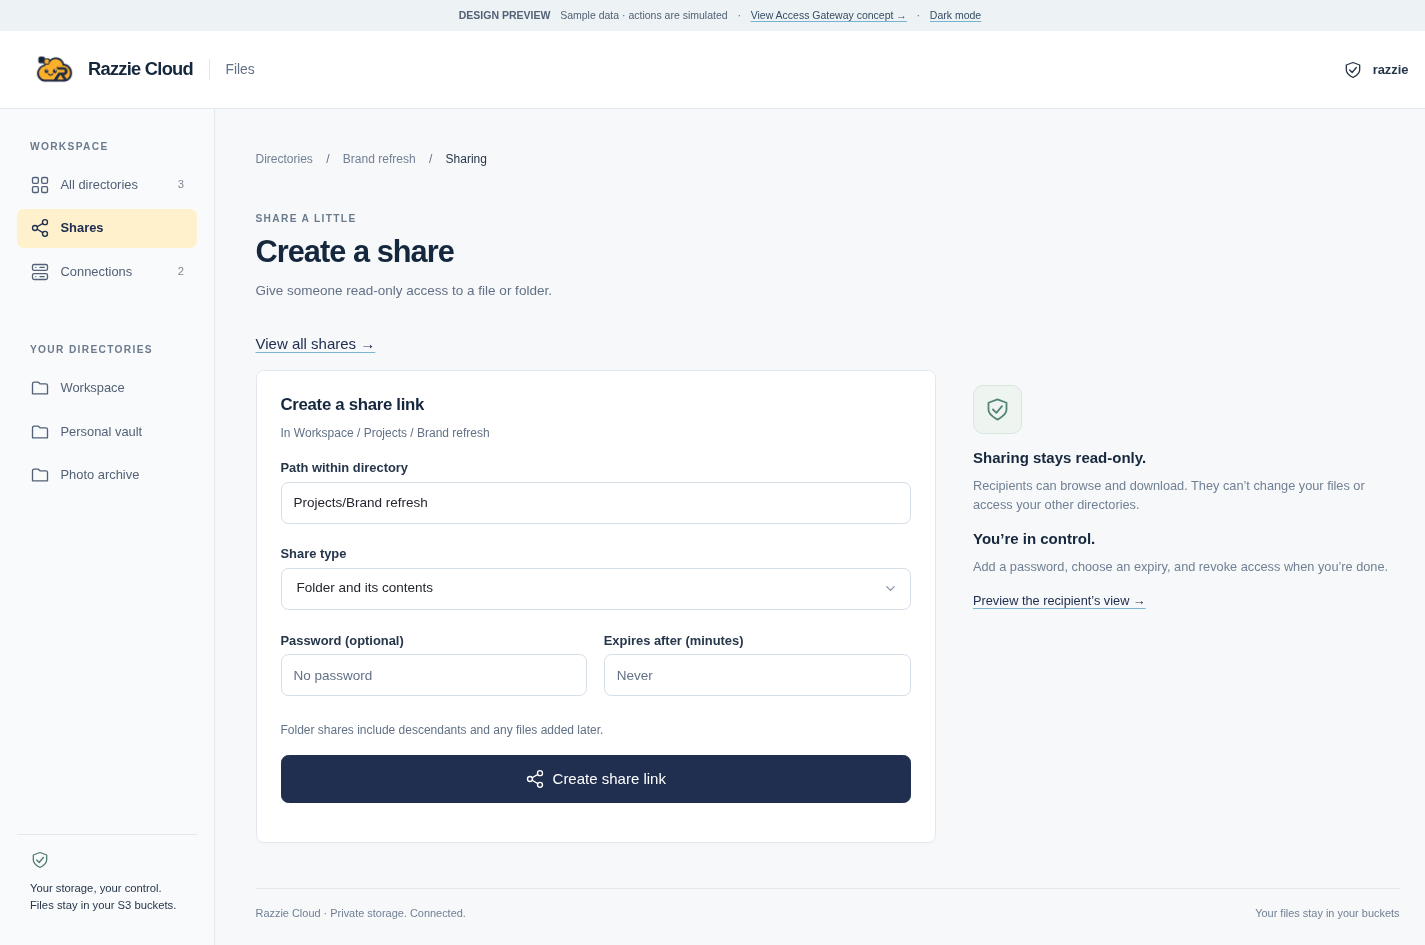 DESIGN PREVIEW Sample data · actions are simulated · View Access Gateway concept → · Dark mode
Razzie Cloud Files
razzie
WORKSPACE
All directories 3
Shares
Connections 2
YOUR DIRECTORIES
Workspace
Personal vault
Photo archive
Your storage, your control.
Files stay in your S3 buckets.
Directories / Brand refresh / Sharing
SHARE A LITTLE
Create a share
Give someone read-only access to a file or folder.
View all shares →
Create a share link
In Workspace / Projects / Brand refresh
Path within directory
Projects/Brand refresh
Share type
Folder and its contents
Password (optional) Expires after (minutes)
No password Never
Folder shares include descendants and any files added later.
Create share link
Sharing stays read-only.
Recipients can browse and download. They can’t change your files or
access your other directories.
You’re in control.
Add a password, choose an expiry, and revoke access when you’re done.
Preview the recipient’s view →
Razzie Cloud · Private storage. Connected.
Your files stay in your buckets